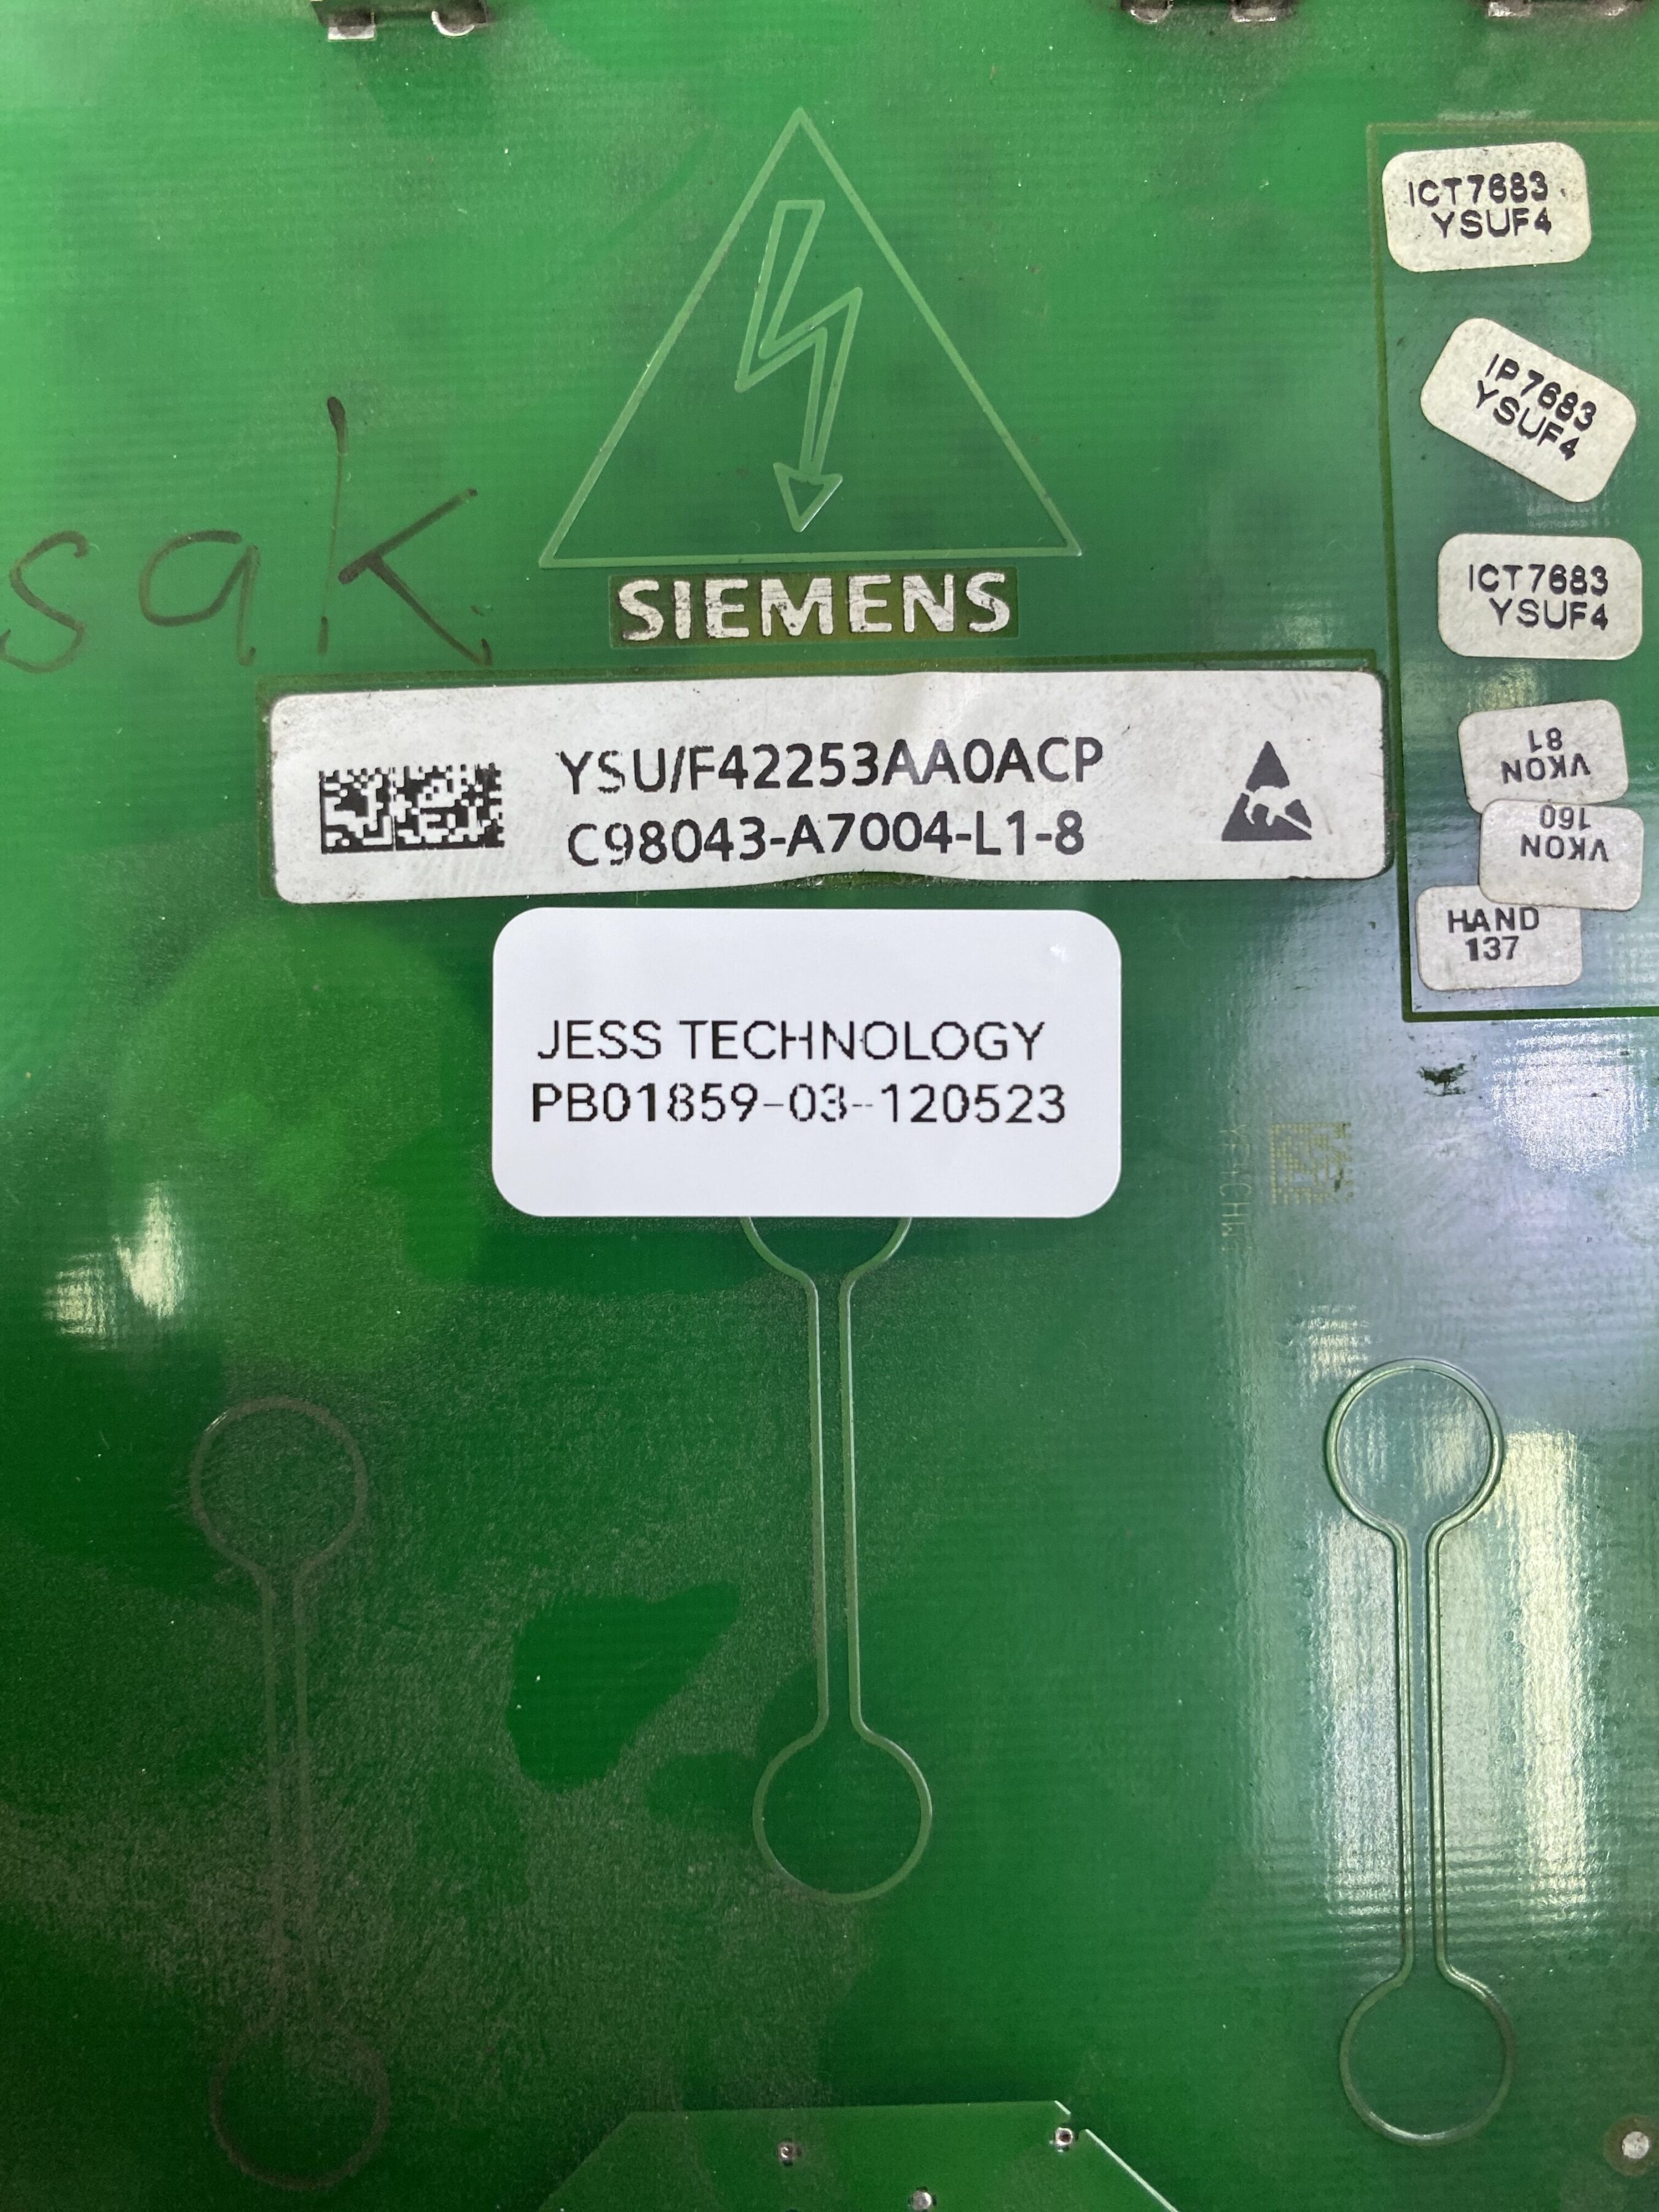 ICT7683
YSUF4
IP7683
YSUF4
sak
SIEMENS
ICT7683
YSUF4
YSU/F42253AA0ACP
C98043-A7004-L1-8
VKON
81
VKON
160
HAND
137
JESS TECHNOLOGY
PB01859-03-120523